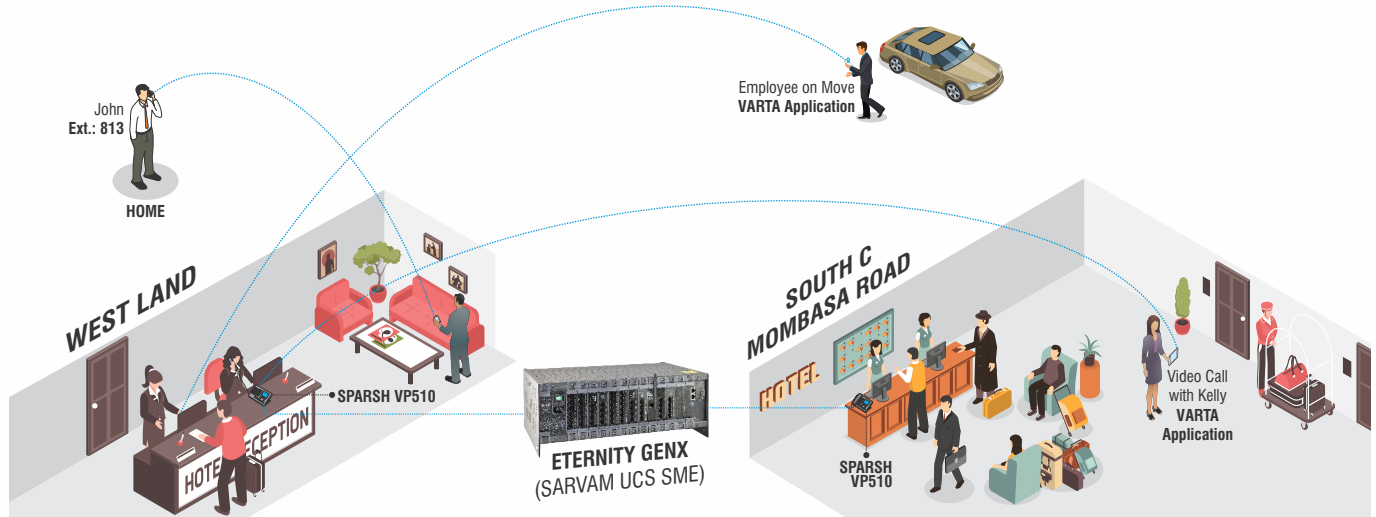 John
Ext.: 813
HOME
Employee on Move
VARTA Application
WEST LAND
SPARSH VP510
HOTEL RECEPTION
ETERNITY GENX
(SARVAM UCS SME)
SOUTH C
MOMBASA ROAD
HOTEL
SPARSH
VP510
Video Call
with Kelly
VARTA
Application